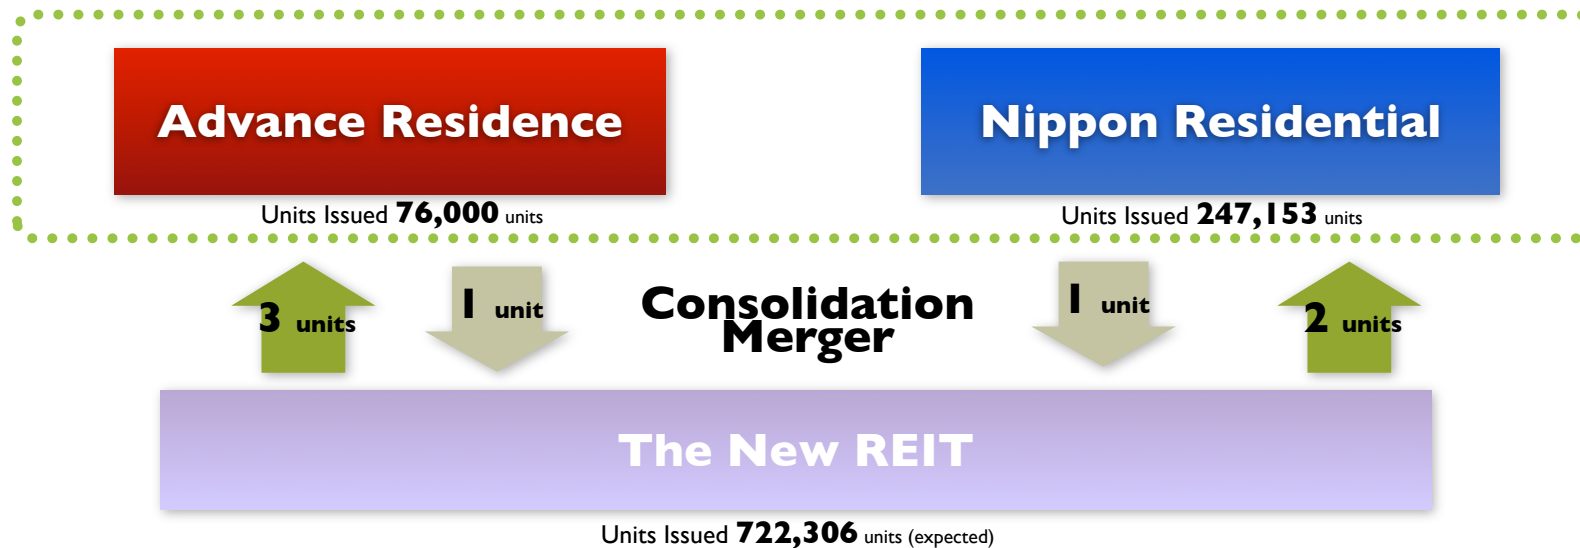 Advance Residence
Nippon Residential
Units Issued 76,000 units
Units Issued 247,153 units
3 units
1 unit
Consolidation
Merger
1 unit
2 units
The New REIT
Units Issued 722,306 units (expected)